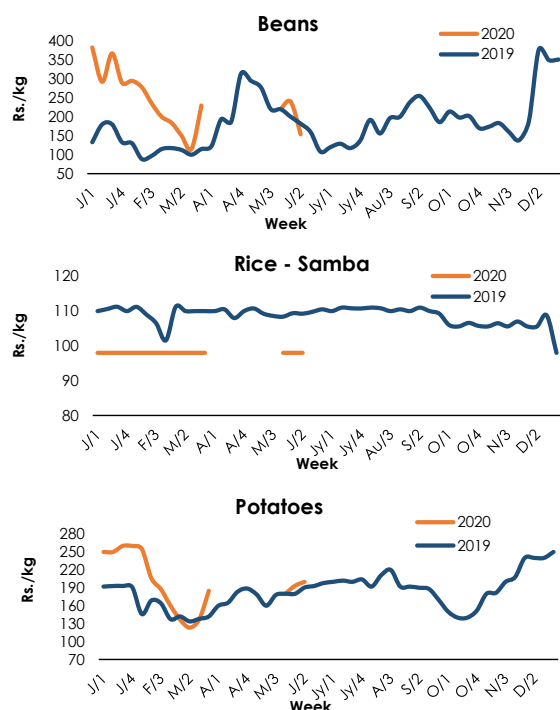 Beans
2020
2019
Rs./kg
400
350
300
250
200
150
100
50
J/1
J/4
F/3
M/2
A/1
A/4
M/3
J/2
Jy/1
Jy/4
Au/3
S/2
O/1
O/4
N/3
D/2
Week
Rice - Samba
2020
2019
Rs./kg
120
110
100
90
80
J/1
J/4
F/3
M/2
A/1
A/4
M/3
J/2
Jy/1
Jy/4
Au/3
S/2
O/1
O/4
N/3
D/2
Week
Potatoes
2020
2019
Rs./kg
280
250
220
190
160
130
100
70
J/1
J/4
F/3
M/2
A/1
A/4
M/3
J/2
Jy/1
Jy/4
A/3
S/2
O/1
O/4
N/3
D/2
Week